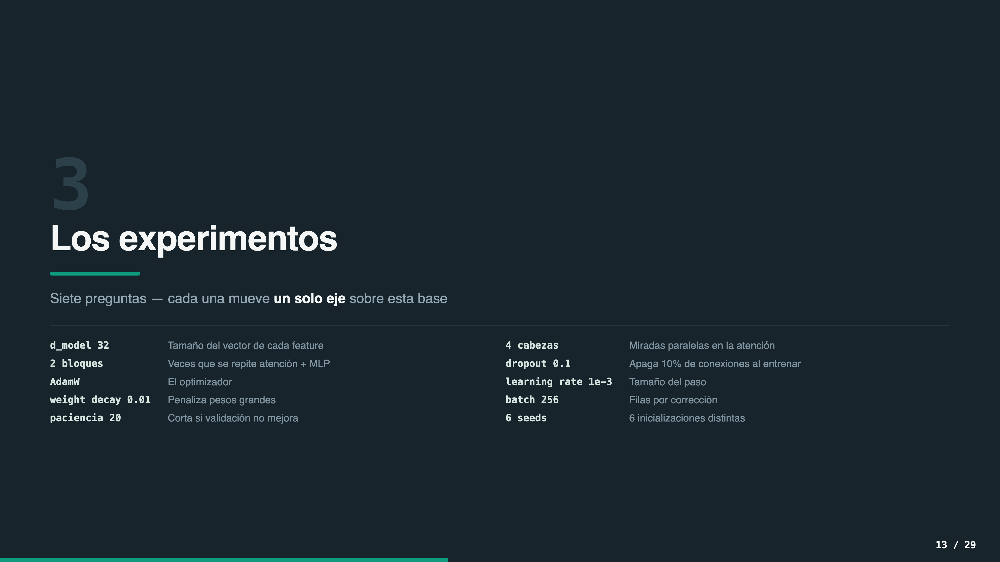 3
Los experimentos
Siete preguntas — cada una mueve un solo eje sobre esta base
d_model 32 Tamaño del vector de cada feature
2 bloques Veces que se repite atención + MLP
AdamW El optimizador
weight decay 0.01 Penaliza pesos grandes
paciencia 20 Corta si validación no mejora
4 cabezas Miradas paralelas en la atención
dropout 0.1 Apaga 10% de conexiones al entrenar
learning rate 1e−3 Tamaño del paso
batch 256 Filas por corrección
6 seeds 6 inicializaciones distintas
13 / 29